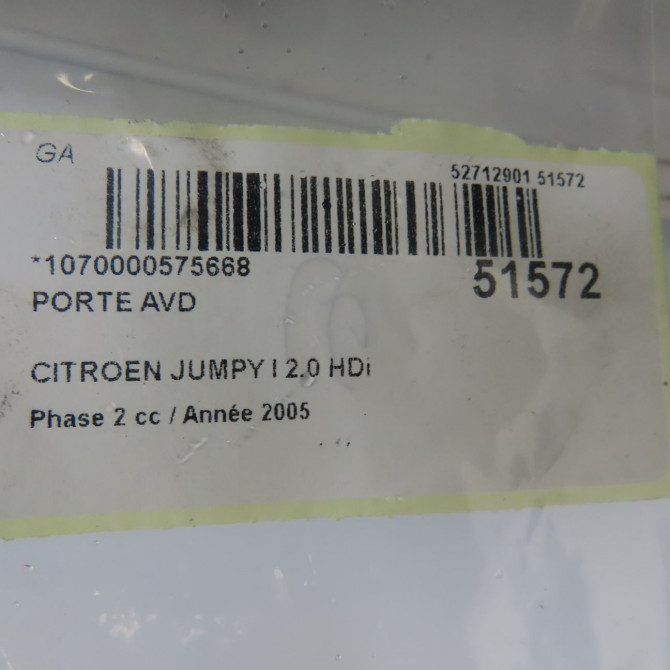 GA
52712901 51572
*1070000575668
51572
PORTE AVD
CITROEN JUMPY I 2.0 HDi
Phase 2 cc / Année 2005